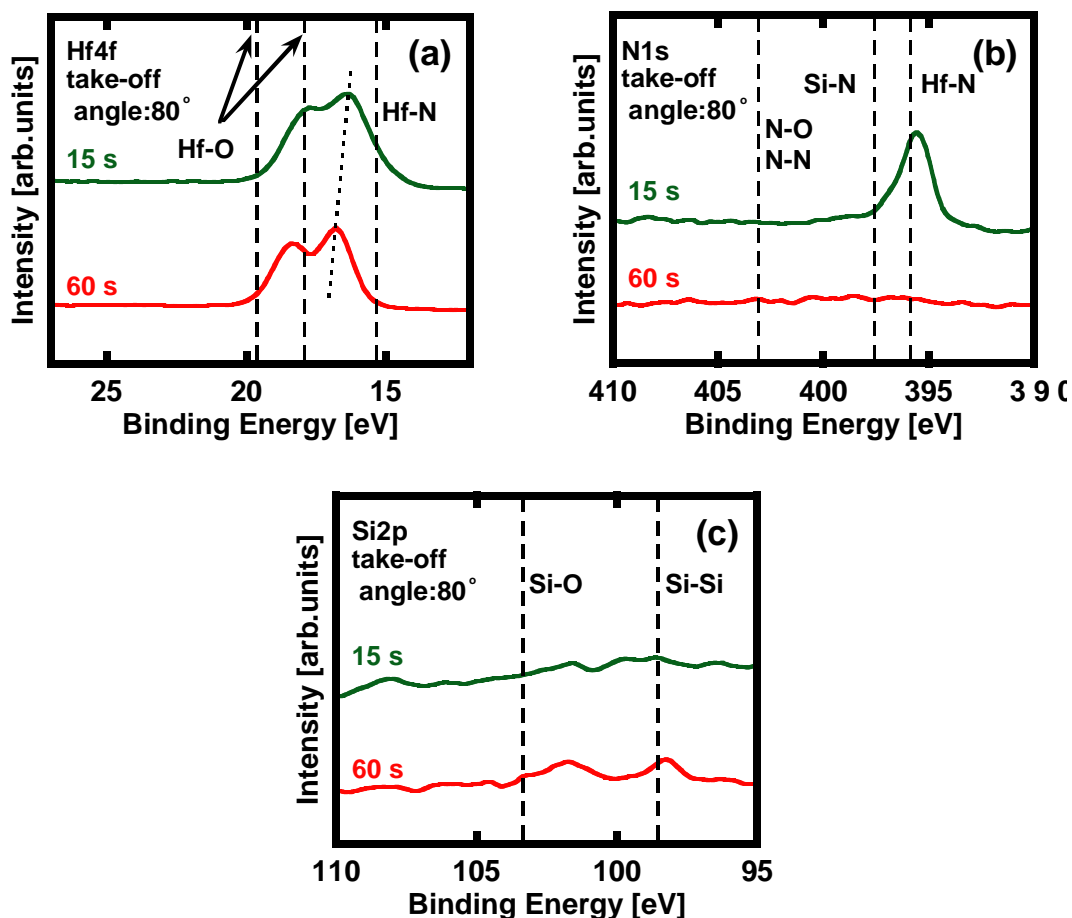 Hf4f
take-off
angle:80°
(a)
Hf-O
Hf-N
15 s
60 s
Intensity [arb.units]
25
20
15
Binding Energy [eV]
N1s
take-off
angle:80°
(b)
Si-N
Hf-N
N-O
N-N
15 s
60 s
Intensity [arb.units]
410
405
400
395
3 9 0
Binding Energy [eV]
Si2p
take-off
angle:80°
(c)
Si-O
Si-Si
15 s
60 s
Intensity [arb.units]
110
105
100
95
Binding Energy [eV]